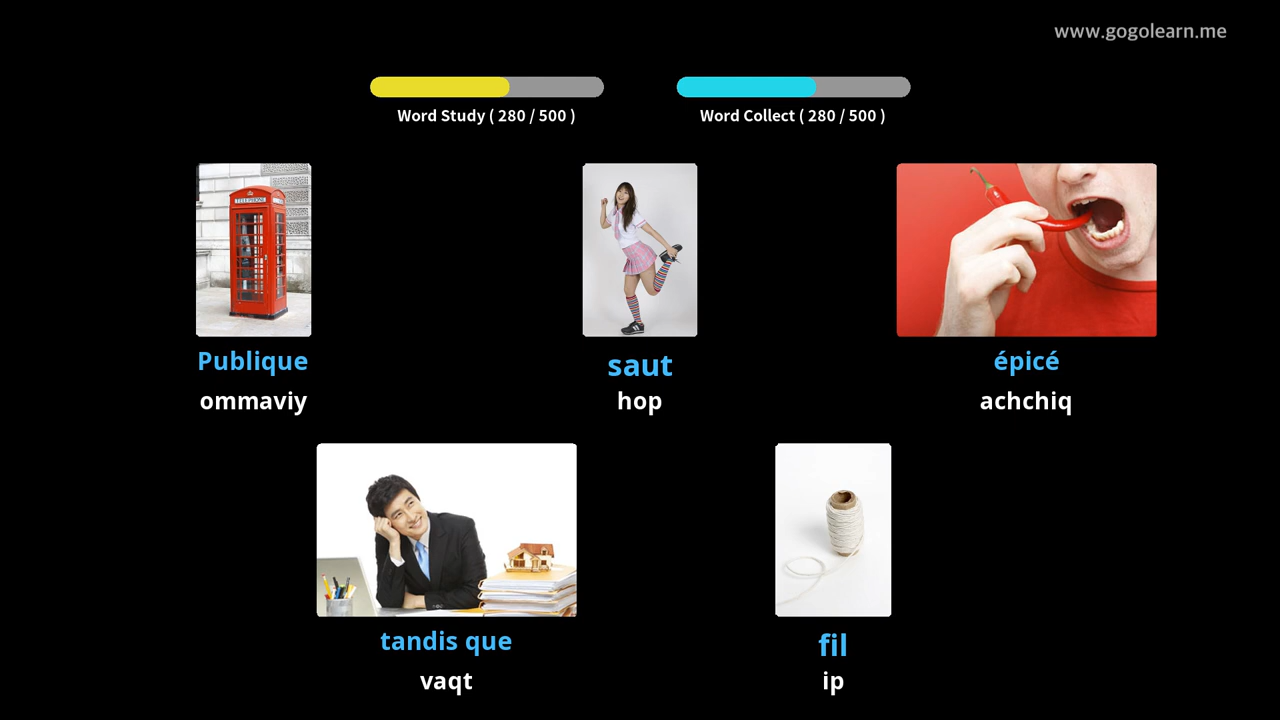 www.gogolearn.me
Word Study ( 280 / 500 )
Word Collect ( 280 / 500 )
TELEPHONE
Publique
saut
épicé
ommaviy
hop
achchiq
tandis que
fil
vaqt
ip